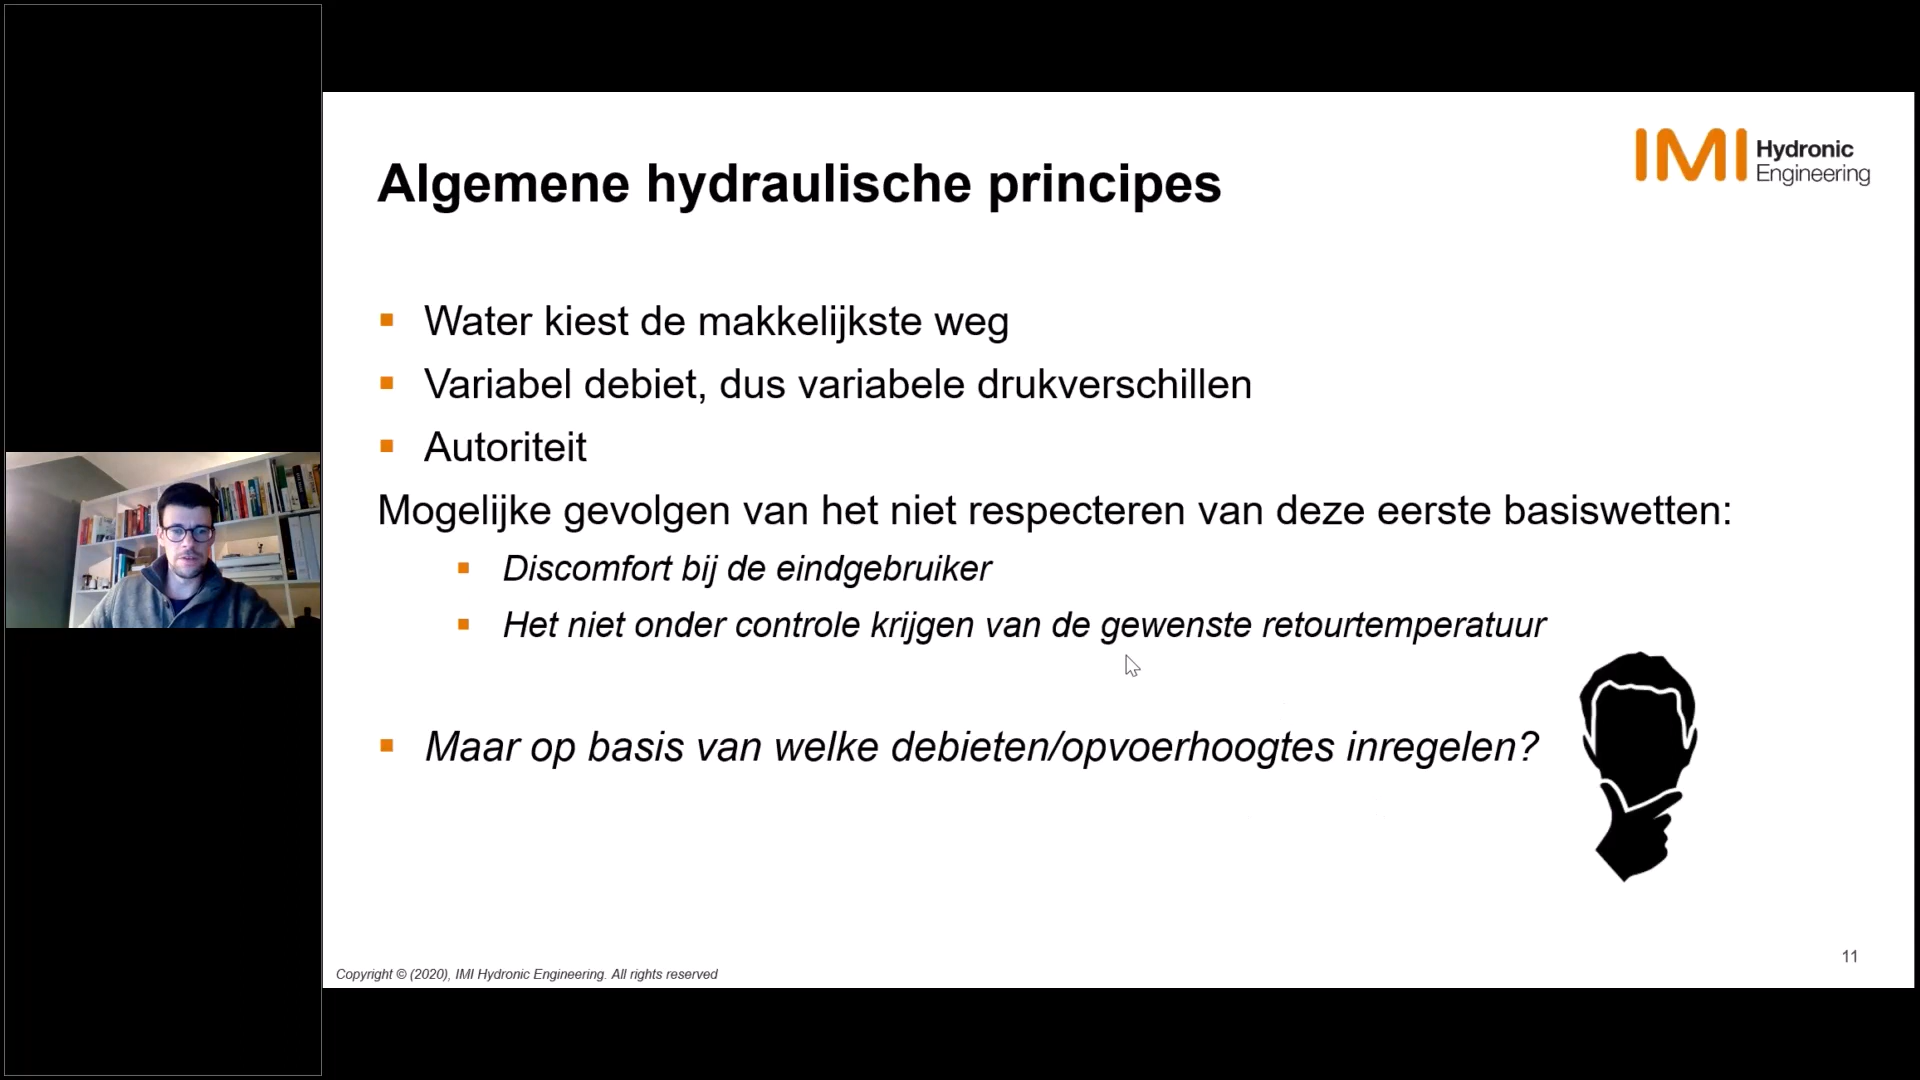 IMI Hydronic
Engineering
Algemene hydraulische principes
Water kiest de makkelijkste weg
Variabel debiet, dus variabele drukverschillen
Autoriteit
Mogelijke gevolgen van het niet respecteren van deze eerste basiswetten:
Discomfort bij de eindgebruiker
Het niet onder controle krijgen van de gewenste retourtemperatuur
Maar op basis van welke debieten/opvoerhoogtes inregelen?
11
Copyright © (2020), IMI Hydronic Engineering. All rights reserved